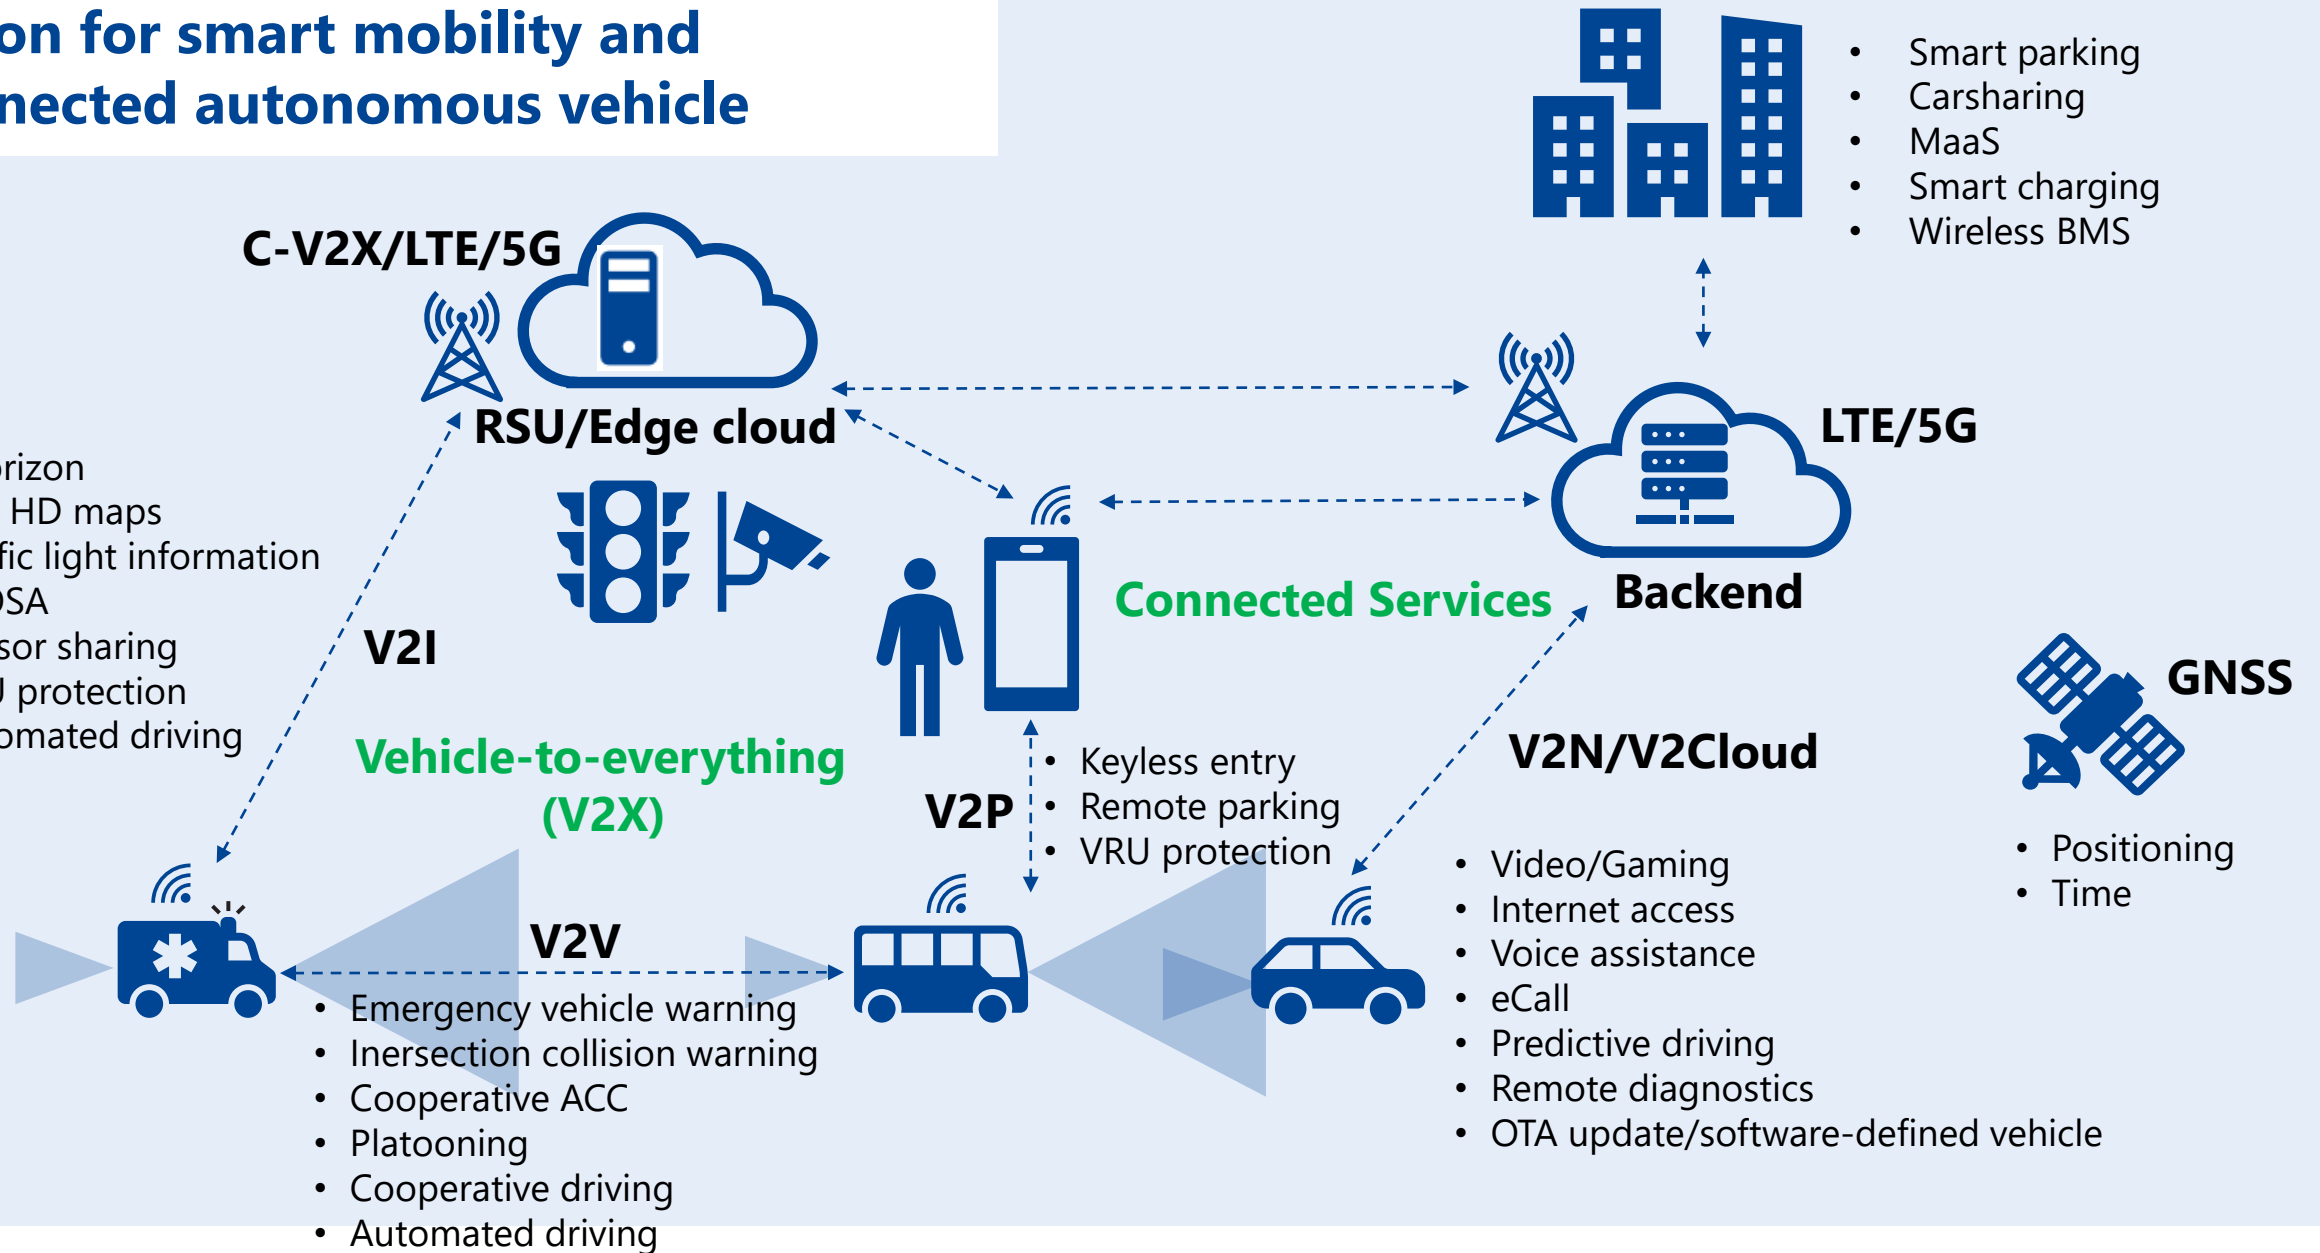 on for smart mobility and
nected autonomous vehicle
• Smart parking
• Carsharing
• MaaS
• Smart charging
• Wireless BMS
C-V2X/LTE/5G
RSU/Edge cloud
LTE/5G
Backend
rizon
HD maps
fic light information
OSA
sor sharing
U protection
omated driving
V2I
Connected Services
GNSS
• Positioning
• Time
Vehicle-to-everything
(V2X)
V2P
• Keyless entry
• Remote parking
• VRU protection
V2N/V2Cloud
• Video/Gaming
• Internet access
• Voice assistance
• eCall
• Predictive driving
• Remote diagnostics
• OTA update/software-defined vehicle
V2V
• Emergency vehicle warning
• Inersection collision warning
• Cooperative ACC
• Platooning
• Cooperative driving
• Automated driving